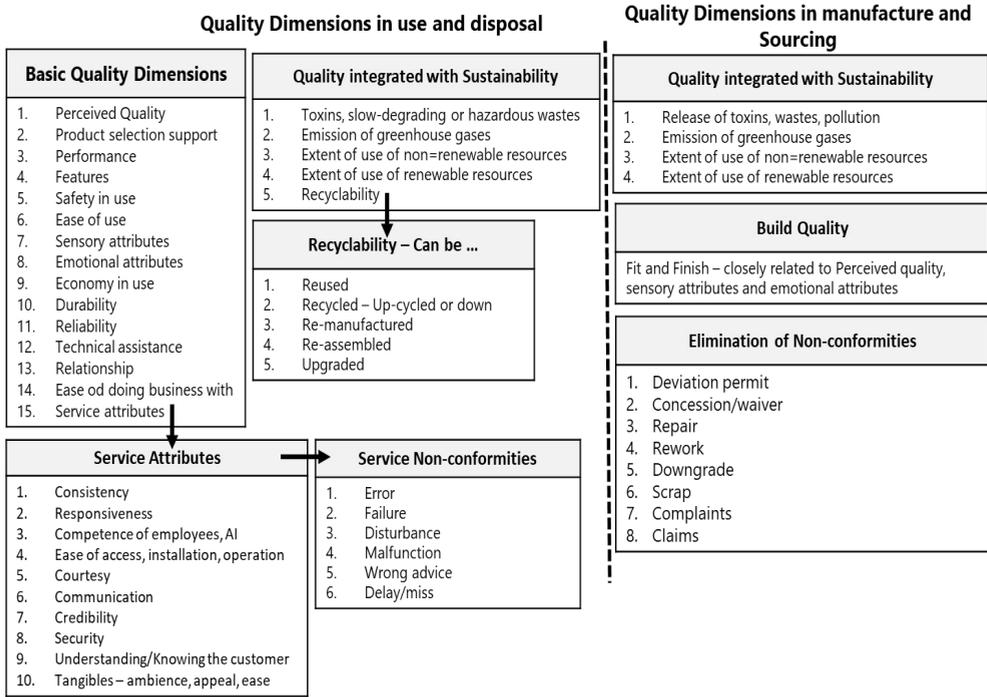 Quality Dimensions in use and disposal
Basic Quality Dimensions
1. Perceived Quality
2. Product selection support
3. Performance
4. Features
5. Safety in use
6. Ease of use
7. Sensory attributes
8. Emotional attributes
9. Economy in use
10. Durability
11. Reliability
12. Technical assistance
13. Relationship
14. Ease od doing business with
15. Service attributes
Quality integrated with Sustainability
1. Toxins, slow-degrading or hazardous wastes
2. Emission of greenhouse gases
3. Extent of use of non=renewable resources
4. Extent of use of renewable resources
5. Recyclability
Recyclability – Can be ...
1. Reused
2. Recycled – Up-cycled or down
3. Re-manufactured
4. Re-assembled
5. Upgraded
Service Attributes
1. Consistency
2. Responsiveness
3. Competence of employees, AI
4. Ease of access, installation, operation
5. Courtesy
6. Communication
7. Credibility
8. Security
9. Understanding/Knowing the customer
10. Tangibles – ambience, appeal, ease
Service Non-conformities
1. Error
2. Failure
3. Disturbance
4. Malfunction
5. Wrong advice
6. Delay/miss
Quality Dimensions in manufacture and
Sourcing
Quality integrated with Sustainability
1. Release of toxins, wastes, pollution
2. Emission of greenhouse gases
3. Extent of use of non=renewable resources
4. Extent of use of renewable resources
Build Quality
Fit and Finish – closely related to Perceived quality,
sensory attributes and emotional attributes
Elimination of Non-conformities
1. Deviation permit
2. Concession/waiver
3. Repair
4. Rework
5. Downgrade
6. Scrap
7. Complaints
8. Claims